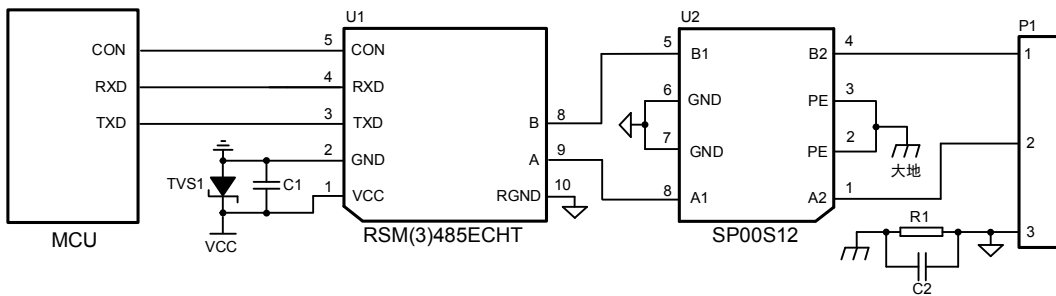 U1
U2
P1
CON
5
CON
RXD
4
RXD
TXD
3
TXD
2
GND
1
VCC
TVS1
C1
VCC
B
8
A
9
RGND
10
MCU
RSM(3)485ECHT
5
B1
6
GND
7
GND
8
A1
B2
4
PE
3
PE
2
A2
1
大地
SP00S12
1
2
3
R1
C2